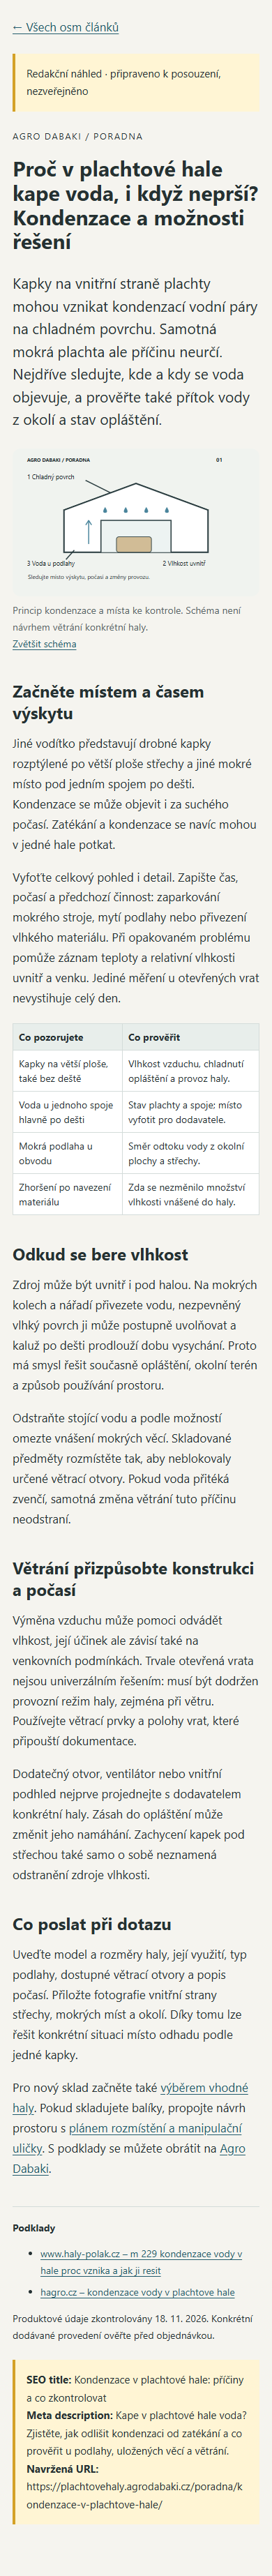 ← Všech osm článků
Redakční náhled · připraveno k posouzení,
nezveřejněno
AGRO DABAKI / PORADNA
Proč v plachtové hale
kape voda, i když neprší?
Kondenzace a možnosti
řešení
Kapky na vnitřní straně plachty
mohou vznikat kondenzací vodní páry
na chladném povrchu. Samotná
mokrá plachta ale příčinu neurčí.
Nejdříve sledujte, kde a kdy se voda
objevuje, a prověřte také přítok vody
z okolí a stav opláštění.
AGRO DABAKI / PORADNA 01
1 Chladný povrch
3 Voda u podlahy 2 Vlhkost uvnitř
Sledujte místo výskytu, počasí a změny provozu.
Princip kondenzace a místa ke kontrole. Schéma není
návrhem větrání konkrétní haly.
Zvětšit schéma
Začněte místem a časem
výskytu
Jiné vodítko představují drobné kapky
rozptýlené po větší ploše střechy a jiné mokré
místo pod jedním spojem po dešti.
Kondenzace se může objevit i za suchého
počasí. Zatékání a kondenzace se navíc mohou
v jedné hale potkat.
Vyfoťte celkový pohled i detail. Zapište čas,
počasí a předchozí činnost: zaparkování
mokrého stroje, mytí podlahy nebo přivezení
vlhkého materiálu. Při opakovaném problému
pomůže záznam teploty a relativní vlhkosti
uvnitř a venku. Jediné měření u otevřených vrat
nevystihuje celý den.
Co pozorujete Co prověřit
Kapky na větší ploše, Vlhkost vzduchu, chladnutí
také bez deště opláštění a provoz haly.
Voda u jednoho spoje Stav plachty a spoje; místo
hlavně po dešti vyfotit pro dodavatele.
Mokrá podlaha u Směr odtoku vody z okolní
obvodu plochy a střechy.
Zhoršení po navezení Zda se nezměnilo množství
materiálu vlhkosti vnášené do haly.
Odkud se bere vlhkost
Zdroj může být uvnitř i pod halou. Na mokrých
kolech a nářadí přivezete vodu, nezpevněný
vlhký povrch ji může postupně uvolňovat a
kaluž po dešti prodlouží dobu vysychání. Proto
má smysl řešit současně opláštění, okolní terén
a způsob používání prostoru.
Odstraňte stojící vodu a podle možností
omezte vnášení mokrých věcí. Skladované
předměty rozmístěte tak, aby neblokovaly
určené větrací otvory. Pokud voda přitéká
zvenčí, samotná změna větrání tuto příčinu
neodstraní.
Větrání přizpůsobte konstrukci
a počasí
Výměna vzduchu může pomoci odvádět
vlhkost, její účinek ale závisí také na
venkovních podmínkách. Trvale otevřená vrata
nejsou univerzálním řešením: musí být dodržen
provozní režim haly, zejména při větru.
Používejte větrací prvky a polohy vrat, které
připouští dokumentace.
Dodatečný otvor, ventilátor nebo vnitřní
podhled nejprve projednejte s dodavatelem
konkrétní haly. Zásah do opláštění může
změnit jeho namáhání. Zachycení kapek pod
střechou také samo o sobě neznamená
odstranění zdroje vlhkosti.
Co poslat při dotazu
Uveďte model a rozměry haly, její využití, typ
podlahy, dostupné větrací otvory a popis
počasí. Přiložte fotografie vnitřní strany
střechy, mokrých míst a okolí. Díky tomu lze
řešit konkrétní situaci místo odhadu podle
jedné kapky.
Pro nový sklad začněte také výběrem vhodné
haly. Pokud skladujete balíky, propojte návrh
prostoru s plánem rozmístění a manipulační
uličky. S podklady se můžete obrátit na Agro
Dabaki.
Podklady
• www.haly-polak.cz – m 229 kondenzace vody v
hale proc vznika a jak ji resit
• hagro.cz – kondenzace vody v plachtove hale
Produktové údaje zkontrolovány 18. 11. 2026. Konkrétní
dodávané provedení ověřte před objednávkou.
SEO title: Kondenzace v plachtové hale: příčiny
a co zkontrolovat
Meta description: Kape v plachtové hale voda?
Zjistěte, jak odlišit kondenzaci od zatékání a co
prověřit u podlahy, uložených věcí a větrání.
Navržená URL:
https://plachtovehaly.agrodabaki.cz/poradna/k
ondenzace-v-plachtove-hale/